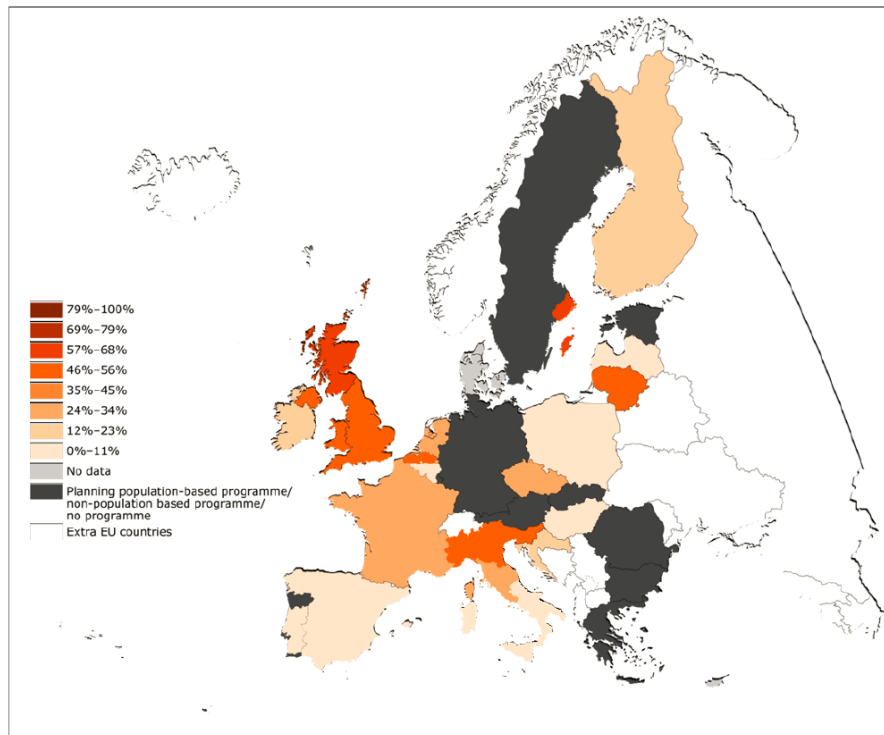 79%–100%
69%–79%
57%–68%
46%–56%
35%–45%
24%–34%
12%–23%
0%–11%
No data
Planning population-based programme/
non-population based programme/
no programme
Extra EU countries